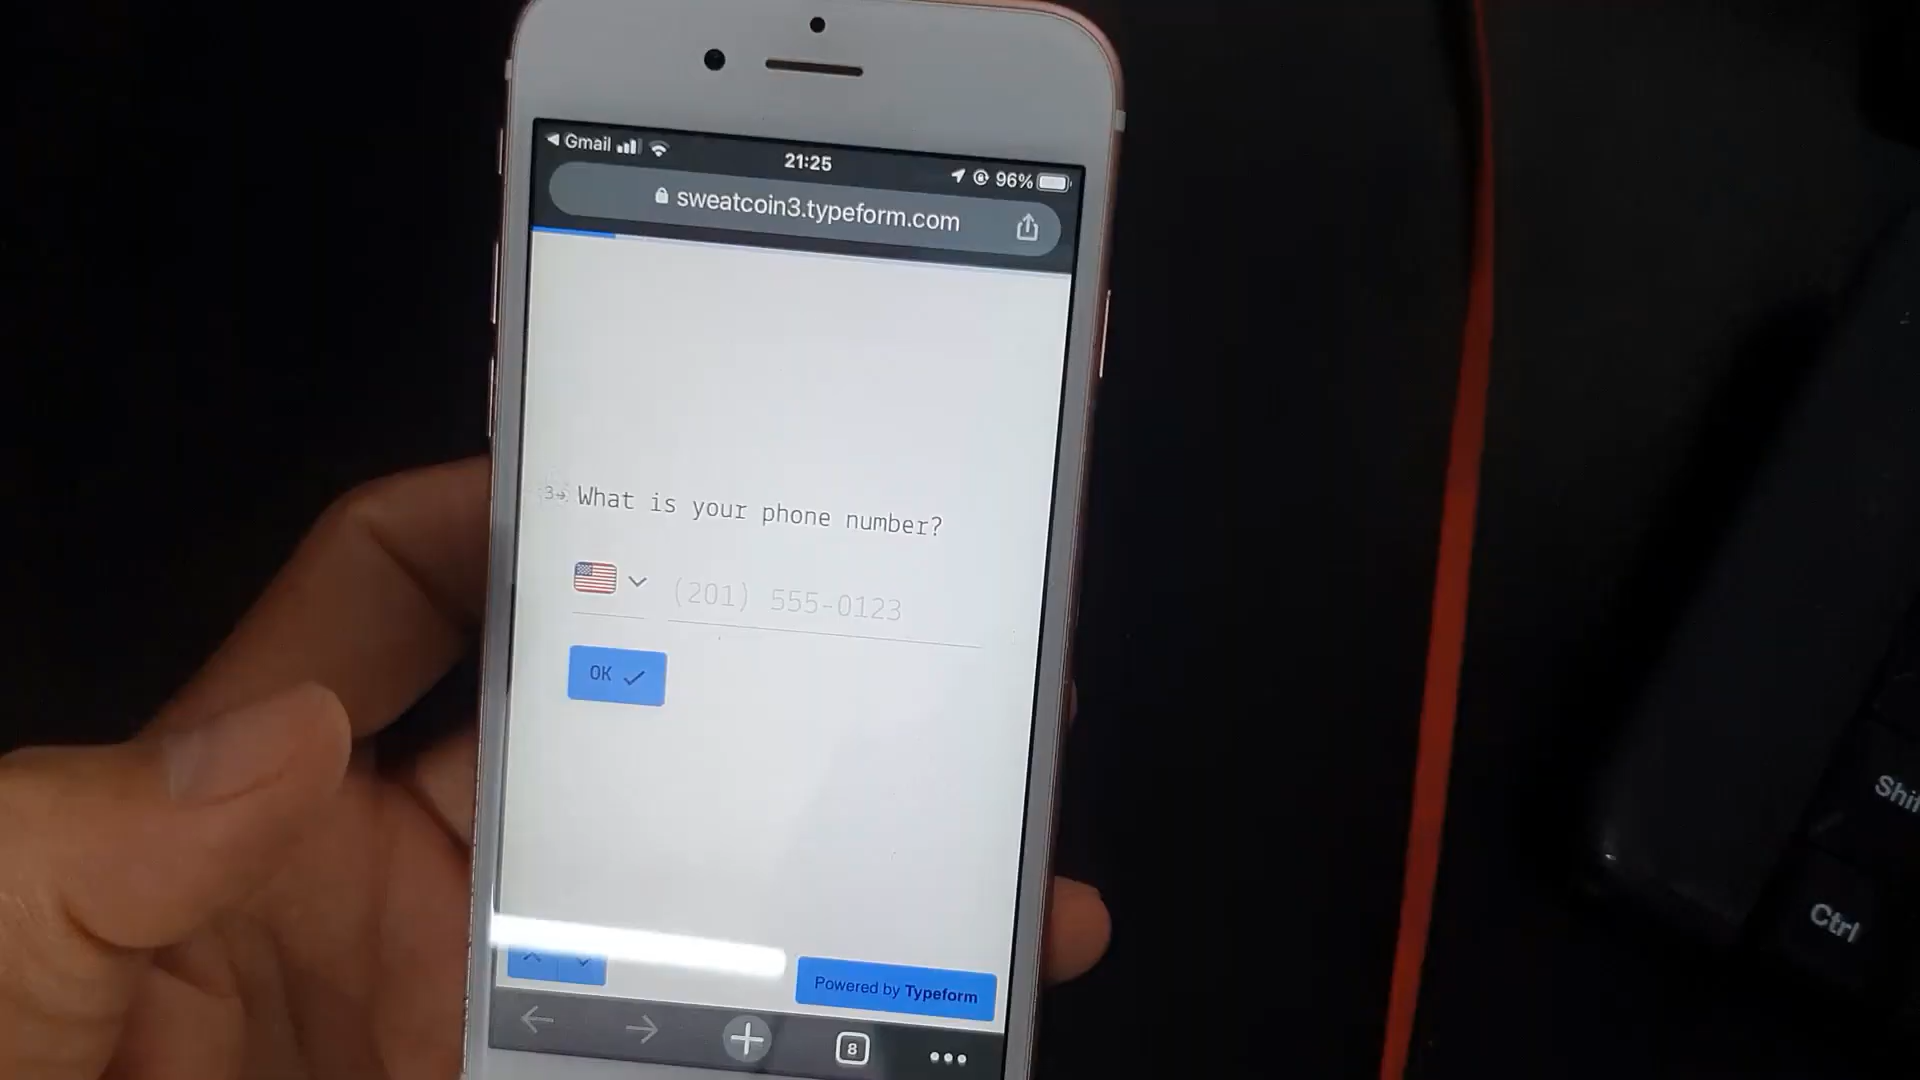 Gmail
21:25
96%
sweatcoin3.typeform.com
3
What is your phone number?
(201) 555-0123
OK
Powered by Typeform
8
Ctrl